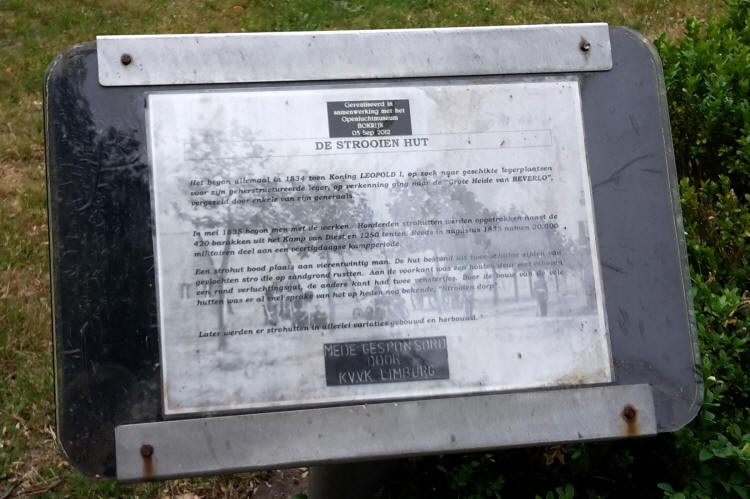 Gerealiseerd in
samenwerking met het
Openluchtmuseum
BOKRIJK
05 Sep 2012
DE STROOIEN HUT
Het begon allemaal in 1834 toen Koning LEOPOLD I, op zoek naar geschikte legerplaatsen
voor zijn geherstructureerde leger, op verkenning ging naar de "Grote Heide van BEVERLO",
vergezeld door enkele van zijn generaals.
In mei 1835 begon men met de werken. Honderden strohutten werden opgetrokken naast de
420 barakken uit het Kamp van Diest en 1250 tenten. Reeds in augustus 1835 namen 20.000
militairen deel aan een veertigdaagse kampperiode.
Een strohut bood plaats aan vierentwintig man. De hut bestond uit twee schuine zijden van
gevlochten stro die op zandgrond rustten. Aan de voorkant was een houten deur met erboven
een rond verluchtingsgat, de andere kant had twee venstertjes. Door de bouw van de vele
hutten was er al snel sprake van het op heden nog bekende "Strooien dorp".
Later werden er strohutten in allerlei variaties gebouwd en herbouwd.
MEDE GESPONSORD
DOOR
K.V.V.K. LIMBURG